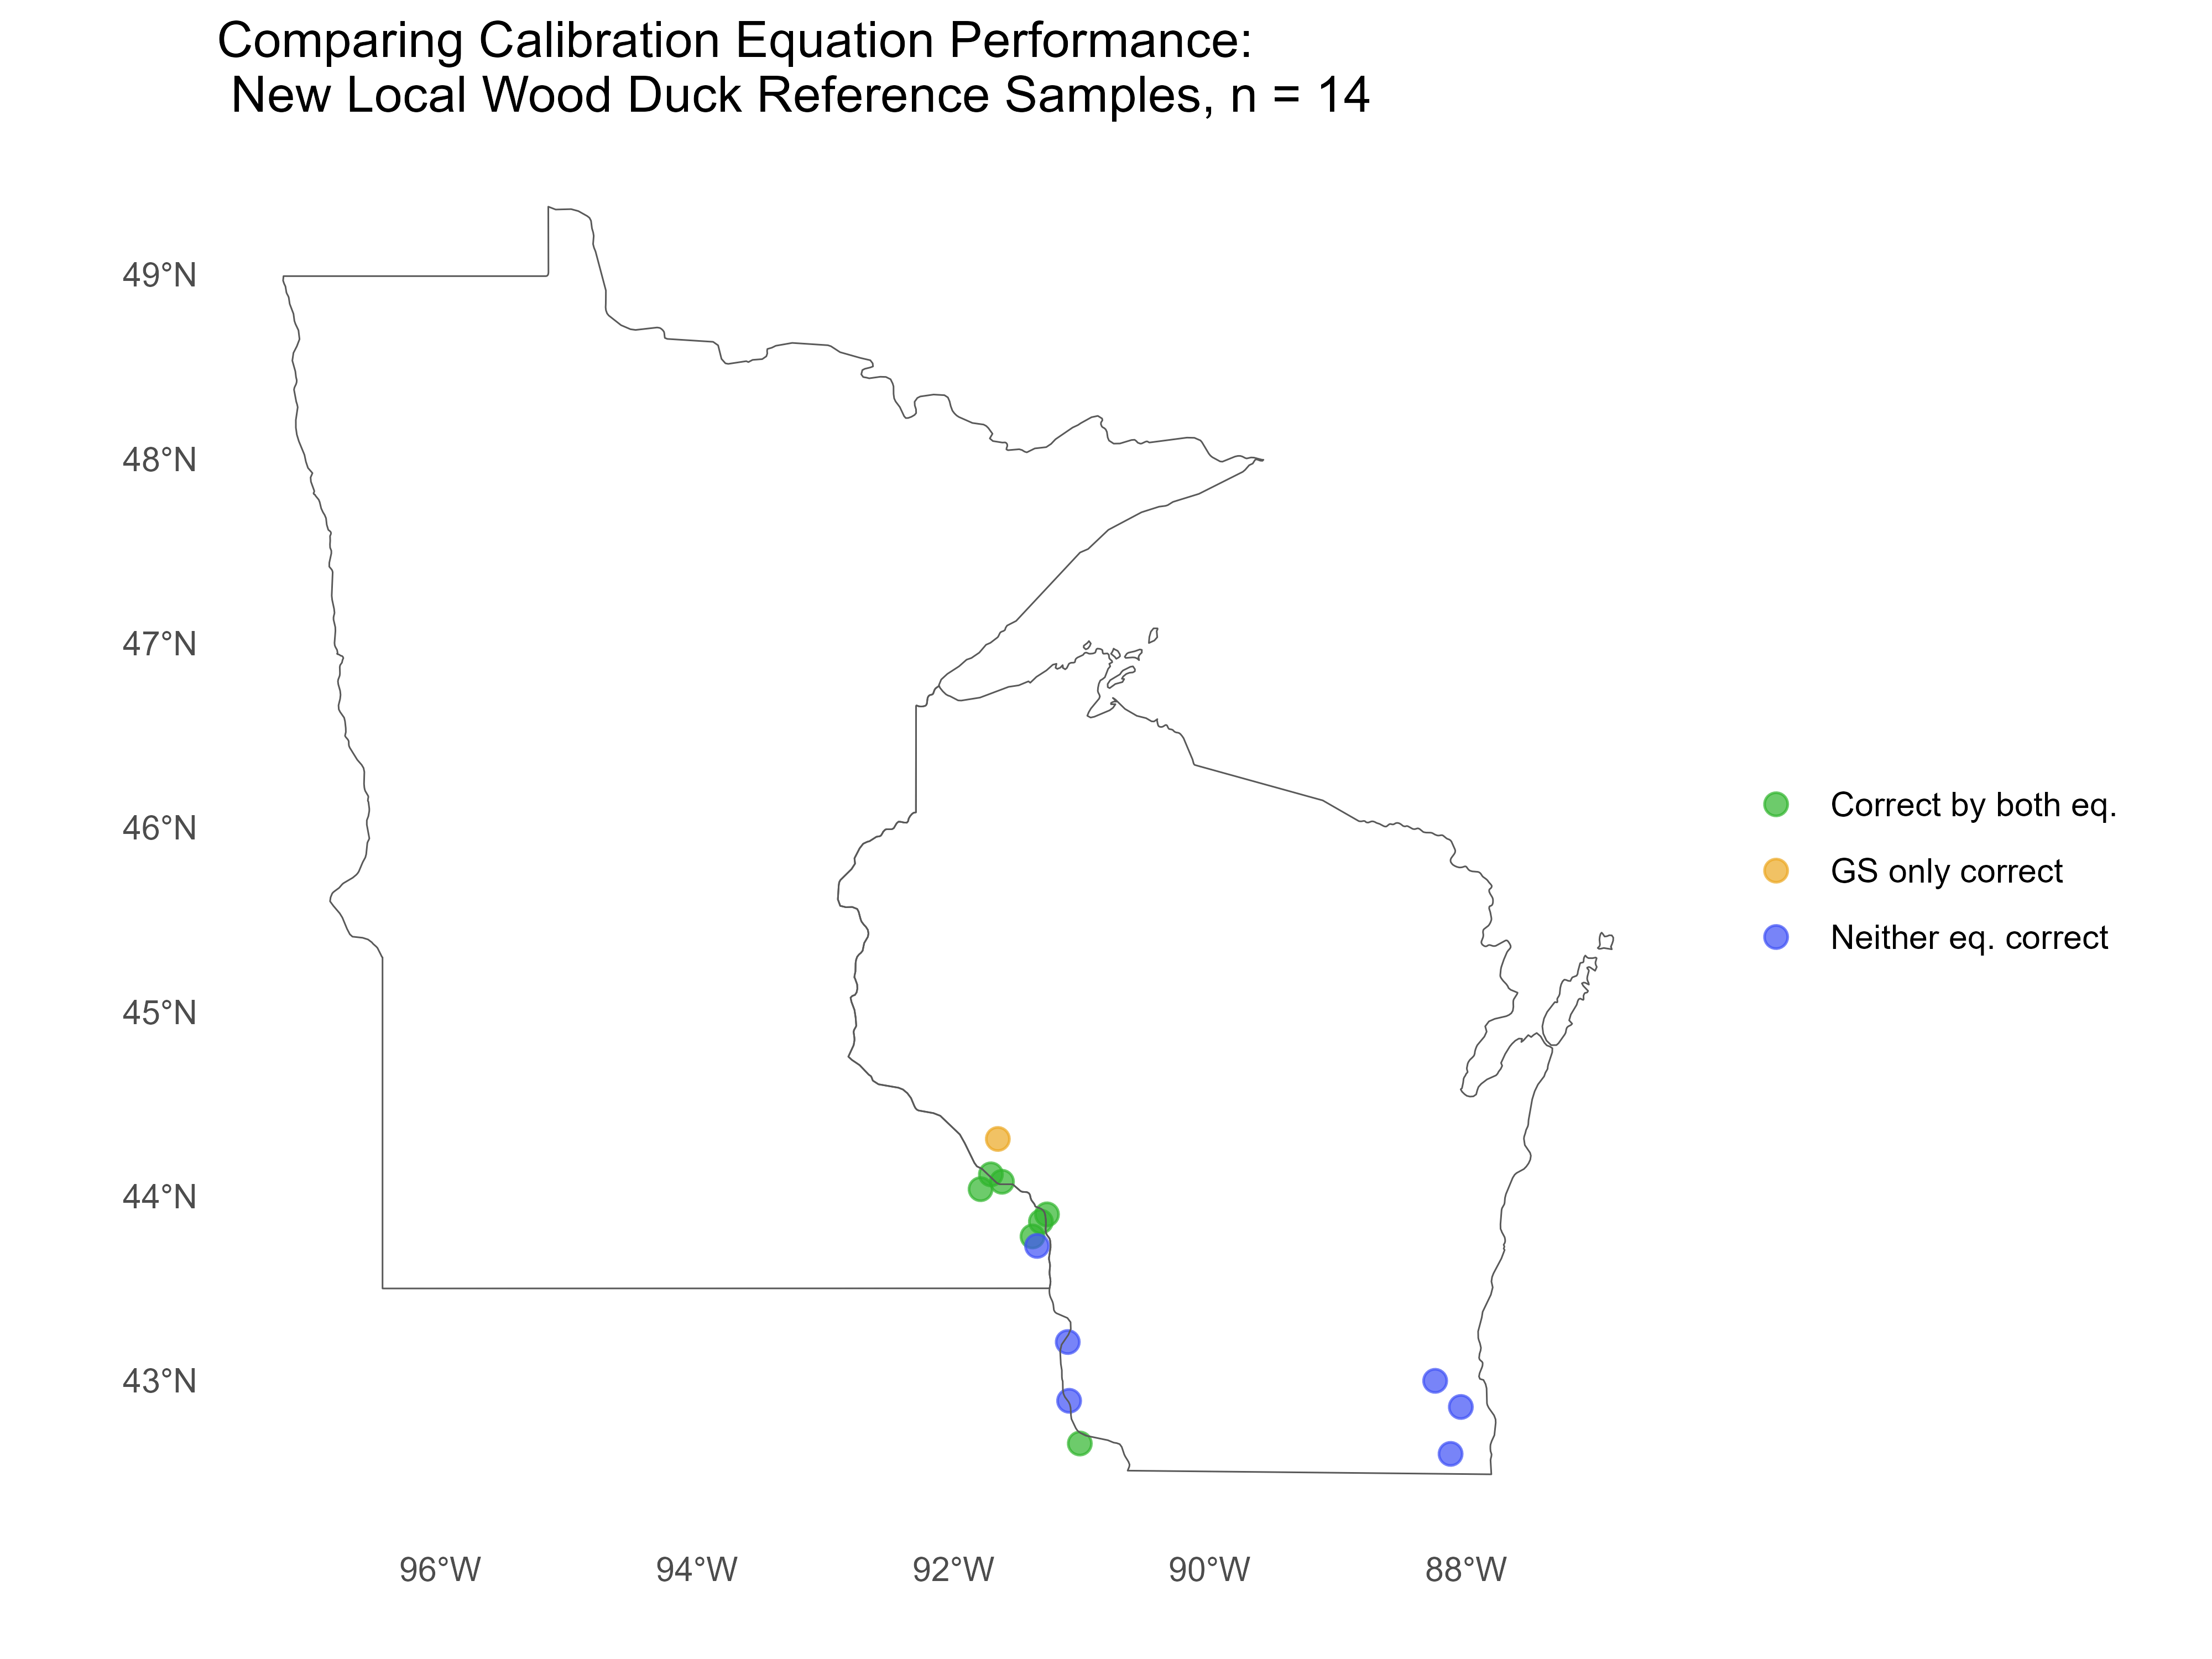 Comparing Calibration Equation Performance:
New Local Wood Duck Reference Samples, n = 14
49°N
48°N
47°N
46°N
45°N
44°N
43°N
96°W
94°W
92°W
90°W
88°W
Correct by both eq.
GS only correct
Neither eq. correct